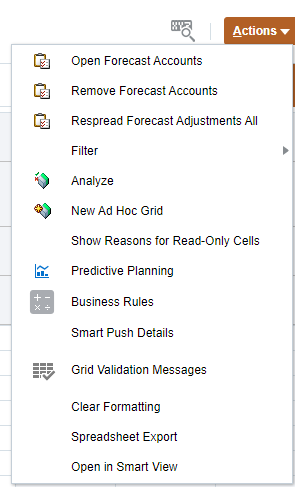 Actions
Open Forecast Accounts
Remove Forecast Accounts
Respread Forecast Adjustments All
Filter
Analyze
New Ad Hoc Grid
Show Reasons for Read-Only Cells
Predictive Planning
Business Rules
Smart Push Details
Grid Validation Messages
Clear Formatting
Spreadsheet Export
Open in Smart View